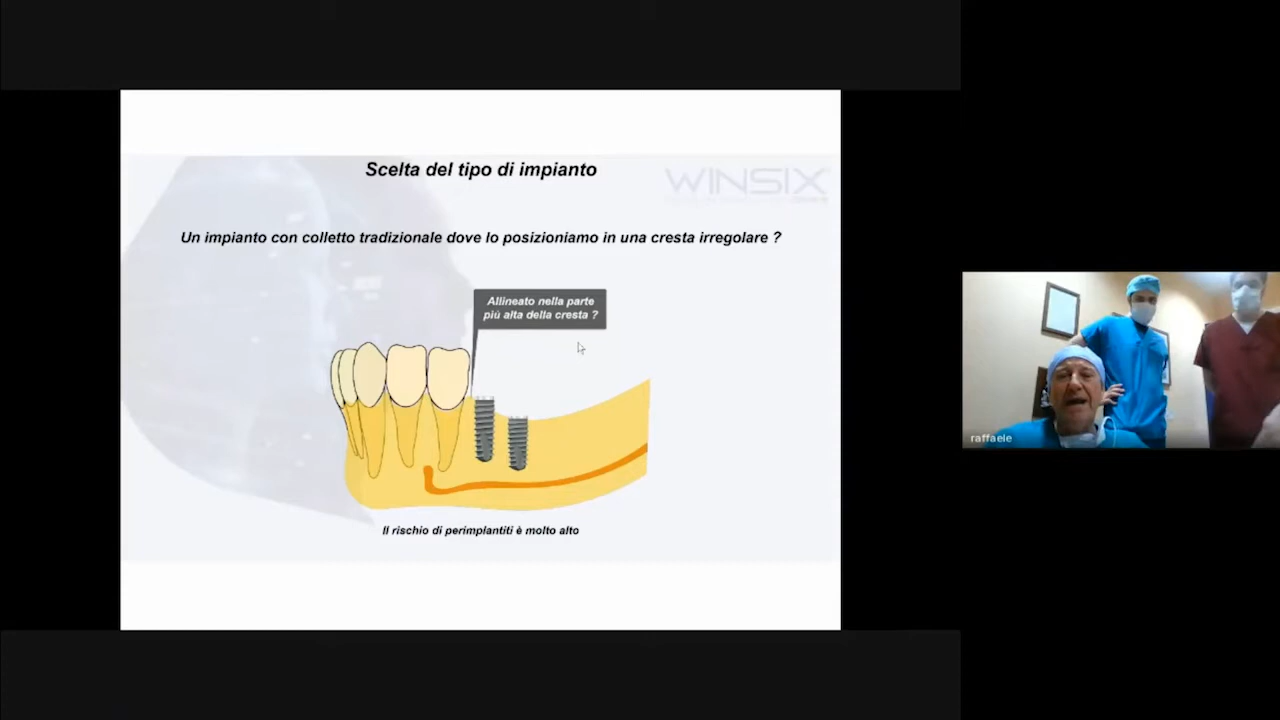 Scelta del tipo di impianto
WINSIX
Un impianto con colletto tradizionale dove lo posizioniamo in una cresta irregolare ?
Allineato nella parte
più alta della cresta ?
Il rischio di perimplantiti è molto alto
raffaele